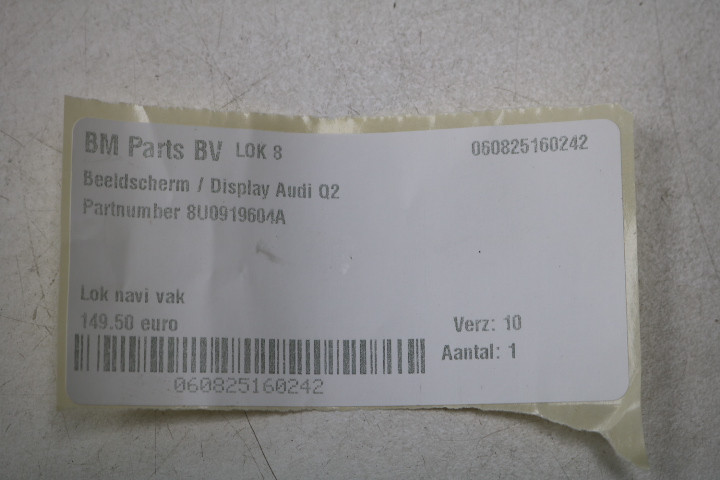 BM Parts BV LOK 8 060825160242
Beeldscherm / Display Audi Q2
Partnumber 8U0919604A
Lok navi vak
149.50 euro Verz: 10
Aantal: 1
060825160242